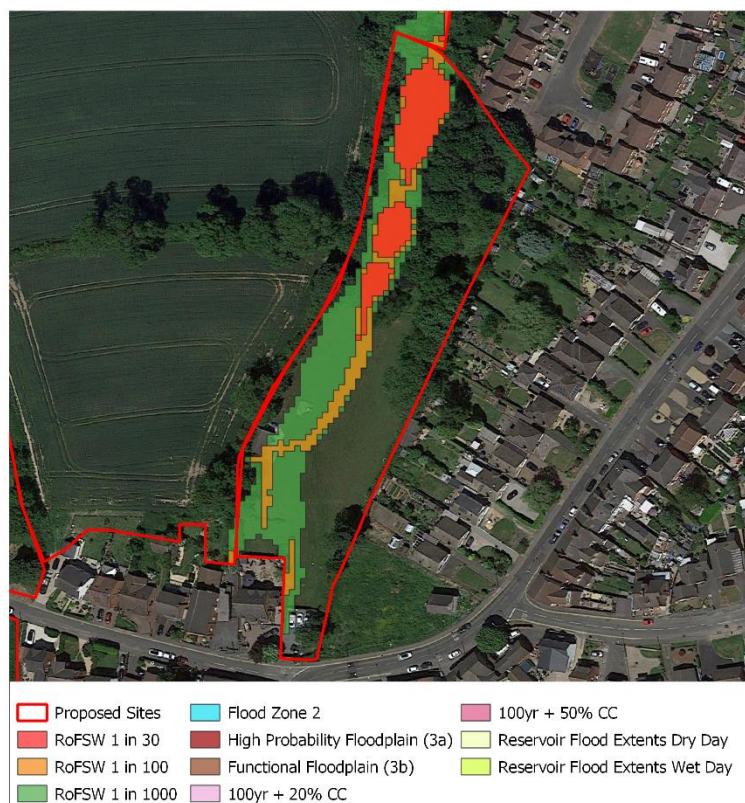 Proposed Sites
RoFSW 1 in 30
RoFSW 1 in 100
RoFSW 1 in 1000
Flood Zone 2
High Probability Floodplain (3a)
Functional Floodplain (3b)
100yr + 20% CC
100yr + 50% CC
Reservoir Flood Extents Dry Day
Reservoir Flood Extents Wet Day